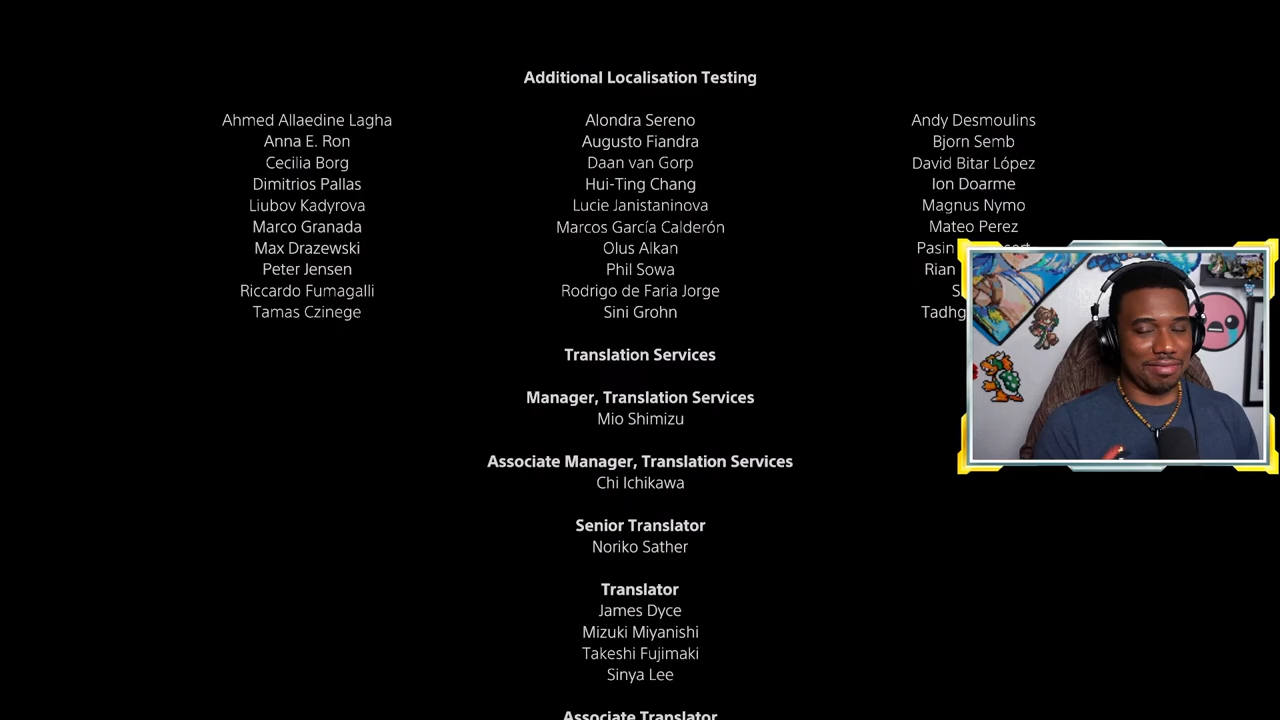 Additional Localisation Testing
Ahmed Allaedine Lagha
Anna E. Ron
Cecilia Borg
Dimitrios Pallas
Liubov Kadyrova
Marco Granada
Max Drazewski
Peter Jensen
Riccardo Fumagalli
Tamas Czinege
Alondra Sereno
Augusto Fiandra
Daan van Gorp
Hui-Ting Chang
Lucie Janistaninova
Marcos García Calderón
Olus Alkan
Phil Sowa
Rodrigo de Faria Jorge
Sini Grohn
Andy Desmoulins
Bjorn Semb
David Bitar López
Ion Doarme
Magnus Nymo
Mateo Perez
Pasin
Rian
Tadhg
Translation Services
Manager, Translation Services
Mio Shimizu
Associate Manager, Translation Services
Chi Ichikawa
Senior Translator
Noriko Sather
Translator
James Dyce
Mizuki Miyanishi
Takeshi Fujimaki
Sinya Lee
Associate Translator